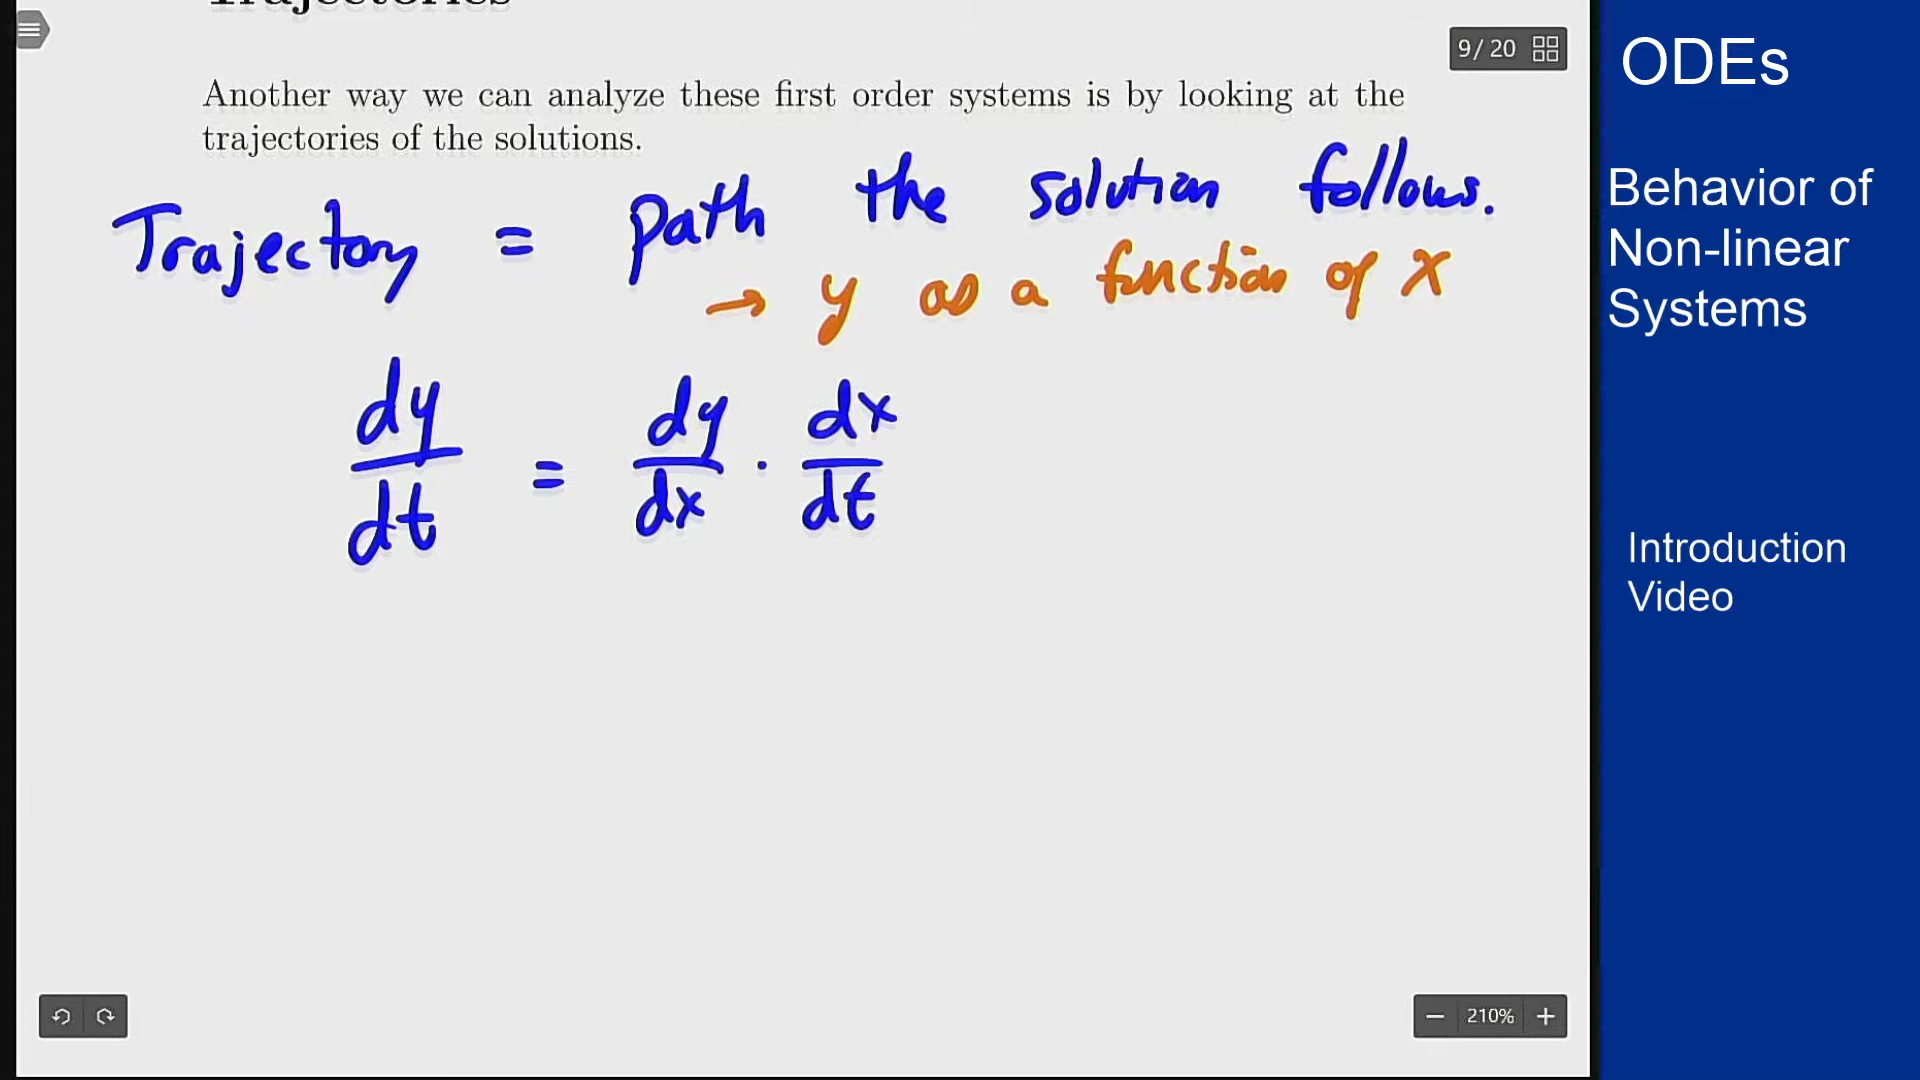 Trajectories
9 / 20
Another way we can analyze these first order systems is by looking at the
trajectories of the solutions.
Trajectory = path the solution follows.
→ y as a function of x
dy/dt = dy/dx · dx/dt
210%
ODEs
Behavior of
Non-linear
Systems
Introduction
Video